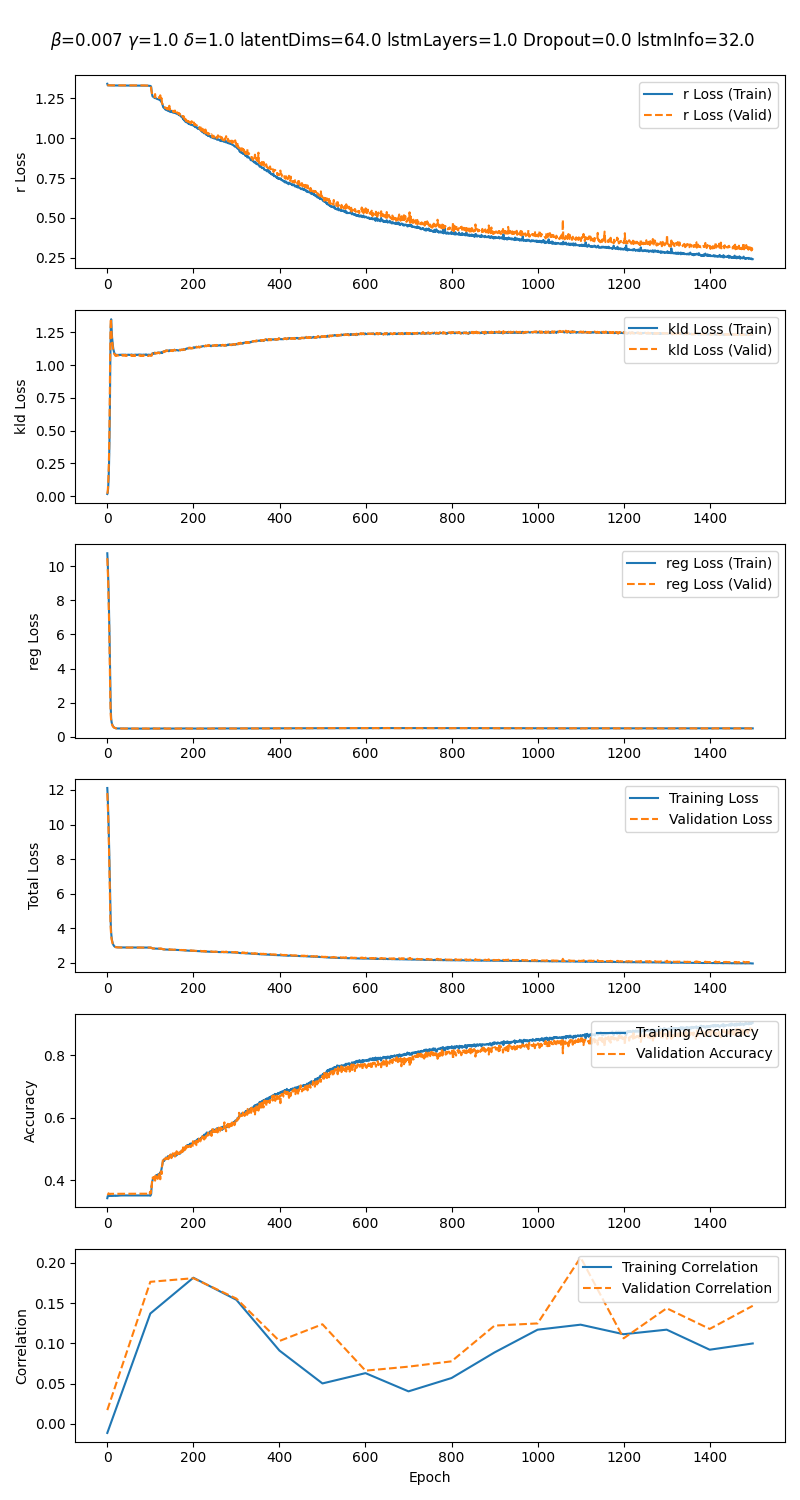 β=0.007 γ=1.0 δ=1.0 latentDims=64.0 lstmLayers=1.0 Dropout=0.0 lstmInfo=32.0
r Loss
1.25
1.00
0.75
0.50
0.25
r Loss (Train)
r Loss (Valid)
0 200 400 600 800 1000 1200 1400
kld Loss
1.25
1.00
0.75
0.50
0.25
0.00
kld Loss (Train)
kld Loss (Valid)
0 200 400 600 800 1000 1200 1400
reg Loss
10
8
6
4
2
0
reg Loss (Train)
reg Loss (Valid)
0 200 400 600 800 1000 1200 1400
Total Loss
12
10
8
6
4
2
Training Loss
Validation Loss
0 200 400 600 800 1000 1200 1400
Accuracy
0.8
0.6
0.4
Training Accuracy
Validation Accuracy
0 200 400 600 800 1000 1200 1400
Correlation
0.20
0.15
0.10
0.05
0.00
Training Correlation
Validation Correlation
0 200 400 600 800 1000 1200 1400
Epoch